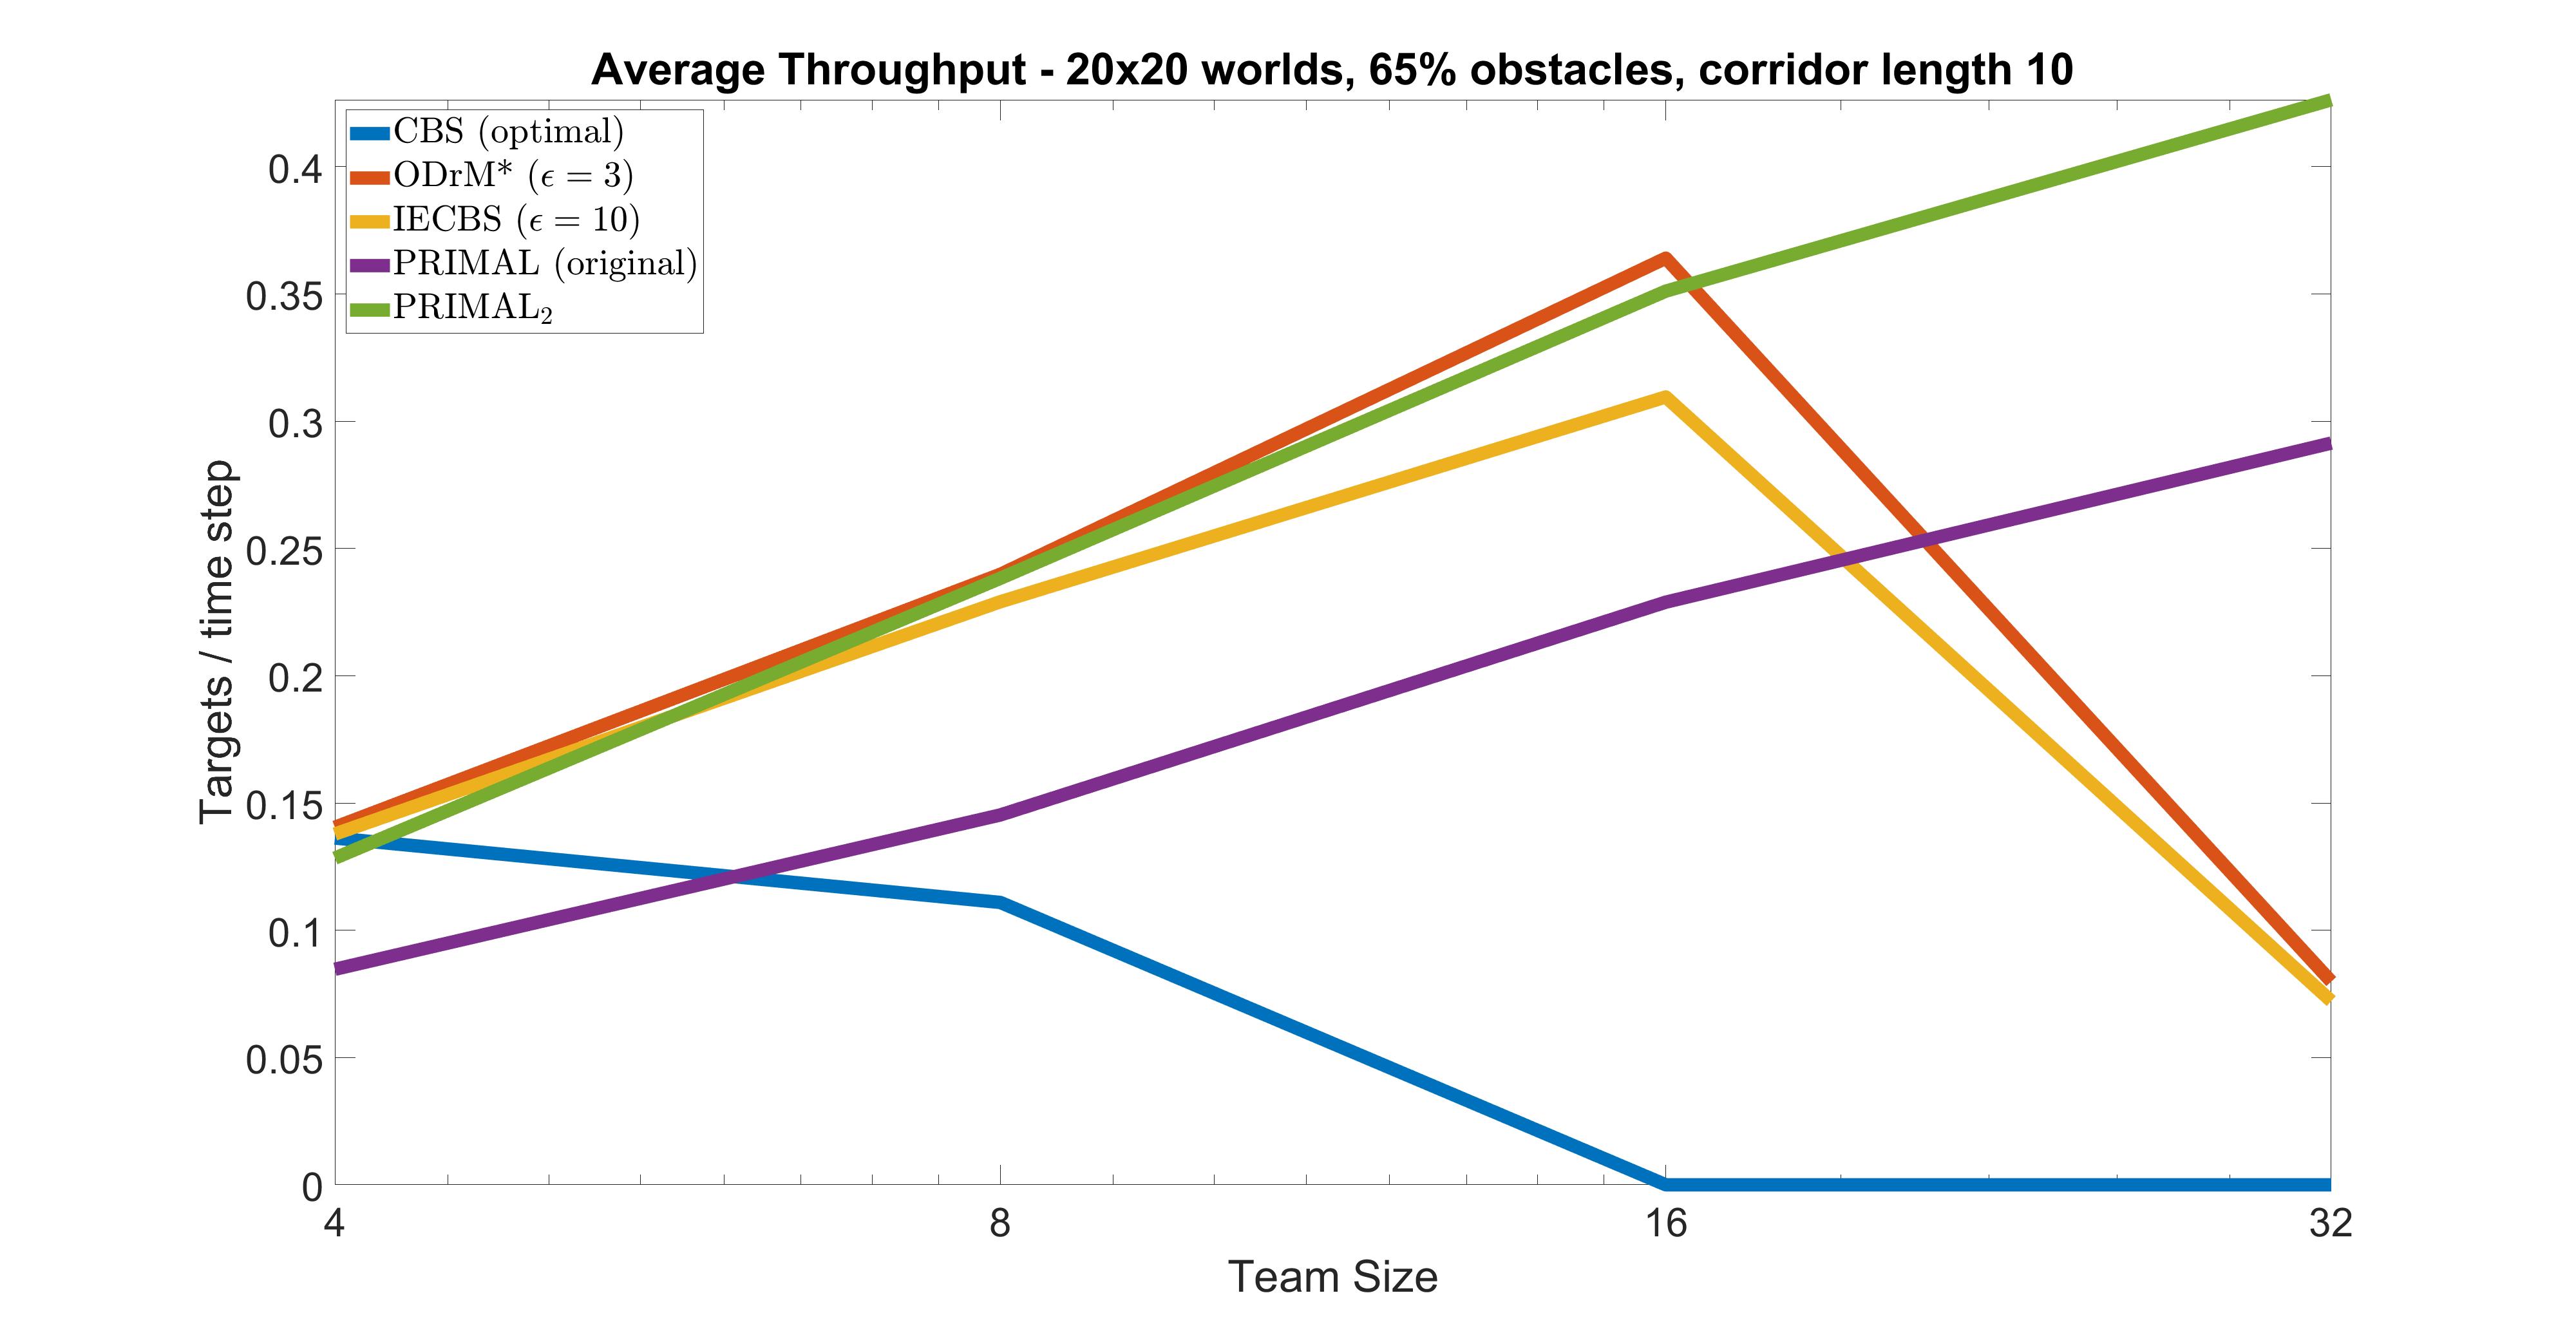 Average Throughput - 20x20 worlds, 65% obstacles, corridor length 10
CBS (optimal)
ODrM* (ϵ = 3)
IECBS (ϵ = 10)
PRIMAL (original)
PRIMAL₂
0.4
0.35
0.3
0.25
0.2
0.15
0.1
0.05
0
Targets / time step
4 8 16 32
Team Size